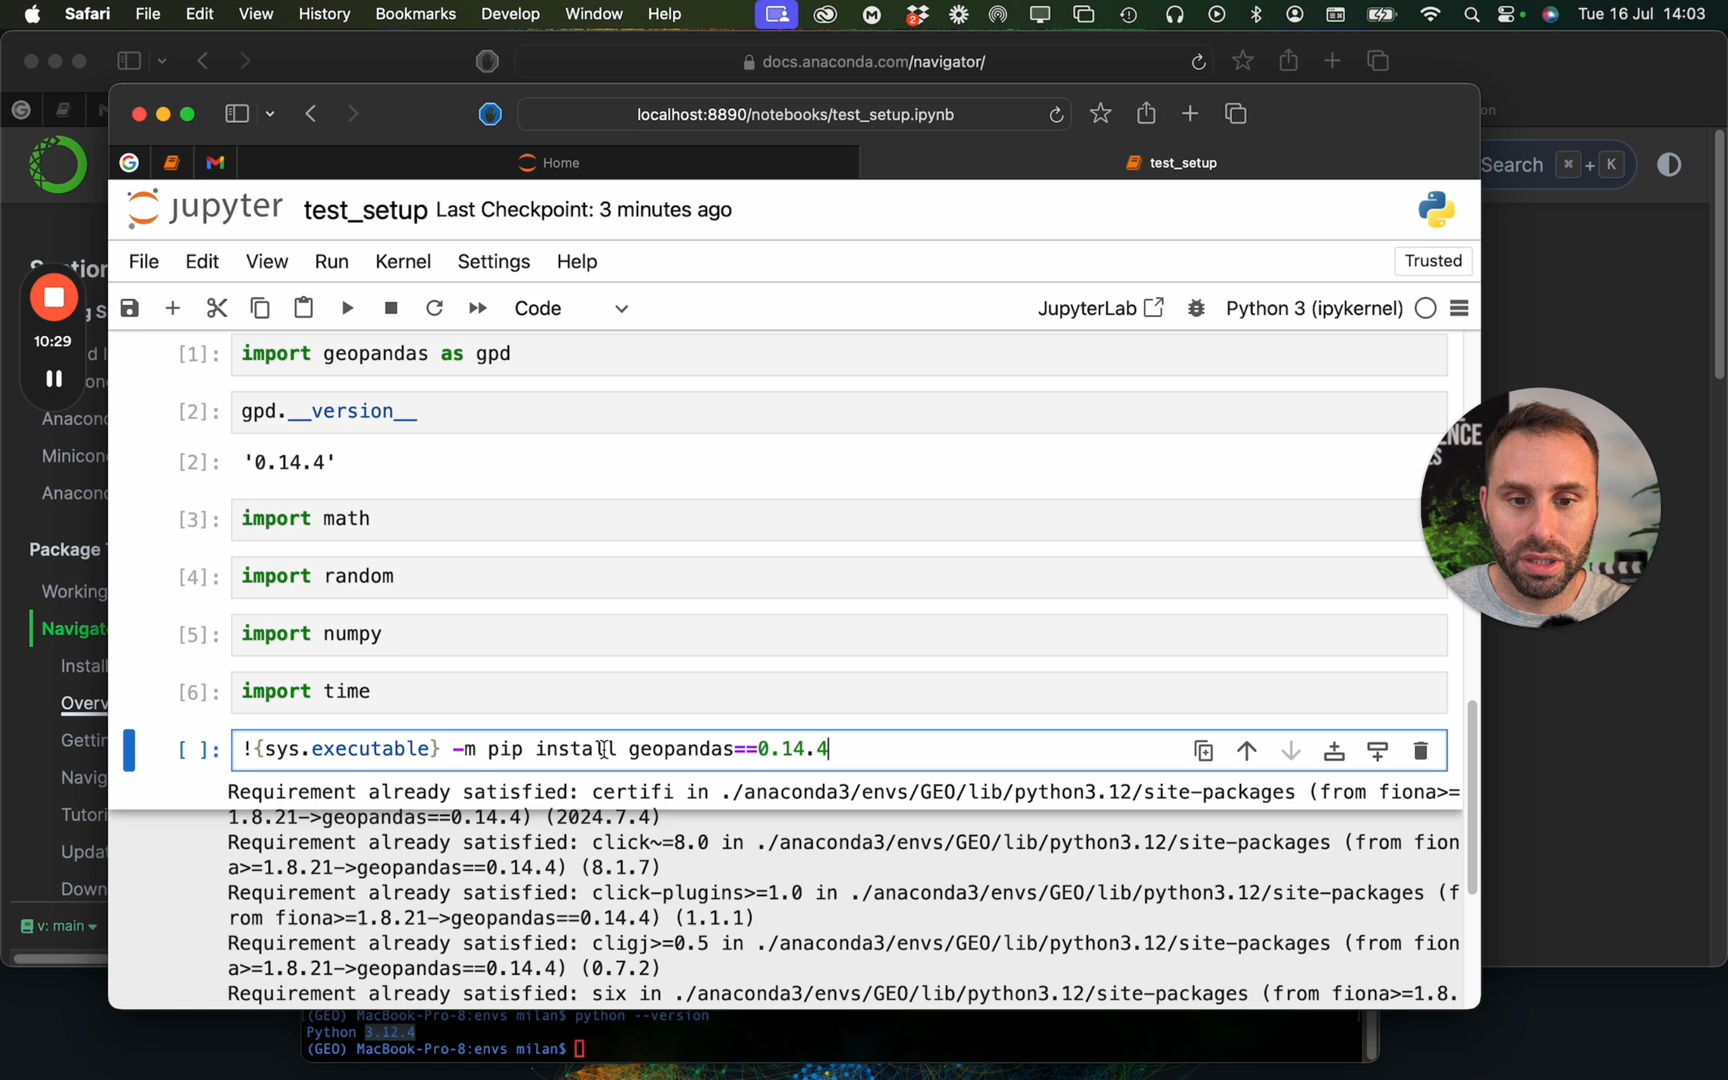 Safari File Edit View History Bookmarks Develop Window Help Tue 16 Jul 14:03
docs.anaconda.com/navigator/
localhost:8890/notebooks/test_setup.ipynb
Home test_setup
Search ⌘ + K
jupyter test_setup Last Checkpoint: 3 minutes ago
File Edit View Run Kernel Settings Help Trusted
Code JupyterLab Python 3 (ipykernel)
10:29
[1]: import geopandas as gpd
[2]: gpd.__version__
[2]: '0.14.4'
[3]: import math
[4]: import random
[5]: import numpy
[6]: import time
[ ]: !{sys.executable} -m pip install geopandas==0.14.4
Requirement already satisfied: certifi in ./anaconda3/envs/GEO/lib/python3.12/site-packages (from fiona>=
1.8.21->geopandas==0.14.4) (2024.7.4)
Requirement already satisfied: click~=8.0 in ./anaconda3/envs/GEO/lib/python3.12/site-packages (from fion
a>=1.8.21->geopandas==0.14.4) (8.1.7)
Requirement already satisfied: click-plugins>=1.0 in ./anaconda3/envs/GEO/lib/python3.12/site-packages (f
rom fiona>=1.8.21->geopandas==0.14.4) (1.1.1)
Requirement already satisfied: cligj>=0.5 in ./anaconda3/envs/GEO/lib/python3.12/site-packages (from fion
a>=1.8.21->geopandas==0.14.4) (0.7.2)
Requirement already satisfied: six in ./anaconda3/envs/GEO/lib/python3.12/site-packages (from fiona>=1.8.
Anacon
Minicon
Anacon
Package
Working
Navigat
Install
Overv
Getti
Navig
Tutori
Updat
Down
v: main
(GEO) MacBook-Pro-8:envs milan$ python --version
Python 3.12.4
(GEO) MacBook-Pro-8:envs milan$